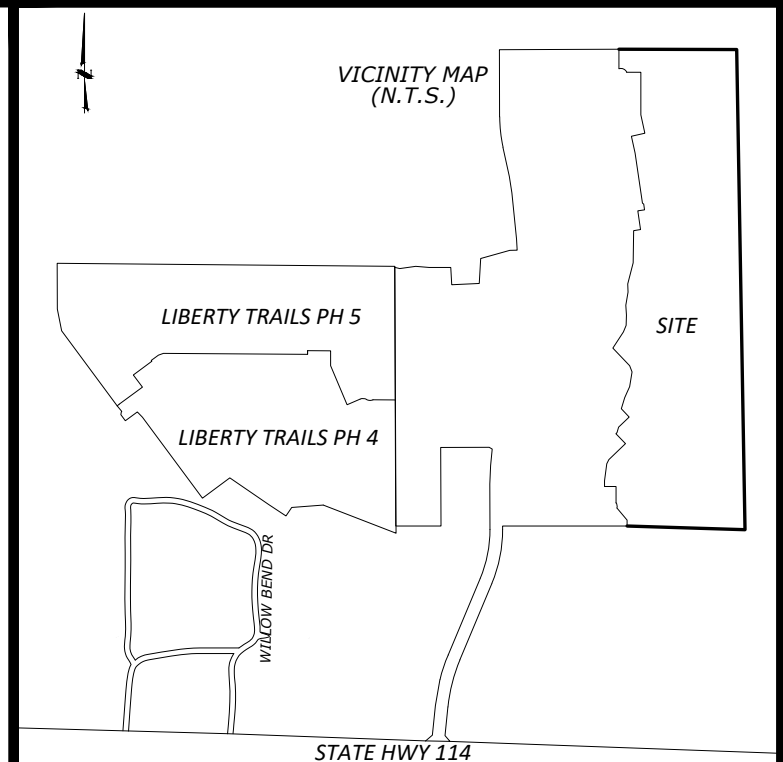 N
VICINITY MAP
(N.T.S.)
LIBERTY TRAILS PH 5
SITE
LIBERTY TRAILS PH 4
WILLOW BEND DR
STATE HWY 114